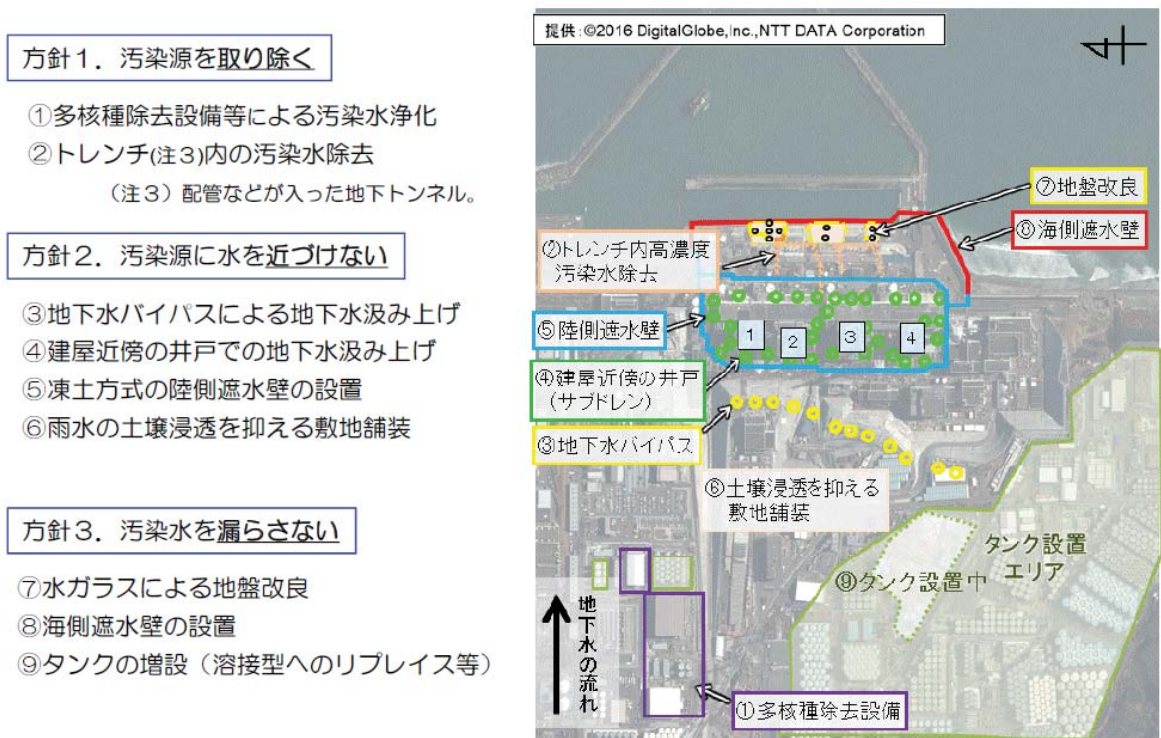 方針１．汚染源を取り除く
①多核種除去設備等による汚染水浄化
②トレンチ(注３)内の汚染水除去
（注３）配管などが入った地下トンネル。
方針２．汚染源に水を近づけない
③地下水バイパスによる地下水汲み上げ
④建屋近傍の井戸での地下水汲み上げ
⑤凍土方式の陸側遮水壁の設置
⑥雨水の土壌浸透を抑える敷地舗装
方針３．汚染水を漏らさない
⑦水ガラスによる地盤改良
⑧海側遮水壁の設置
⑨タンクの増設（溶接型へのリプレイス等）
提供：©2016 DigitalGlobe,Inc.,NTT DATA Corporation
⑦地盤改良
⑧海側遮水壁
②トレンチ内高濃度
汚染水除去
⑤陸側遮水壁
1
2
3
4
④建屋近傍の井戸
（サブドレン）
③地下水バイパス
⑥土壌浸透を抑える
敷地舗装
タンク設置
エリア
⑨タンク設置中
地下水の流れ
①多核種除去設備